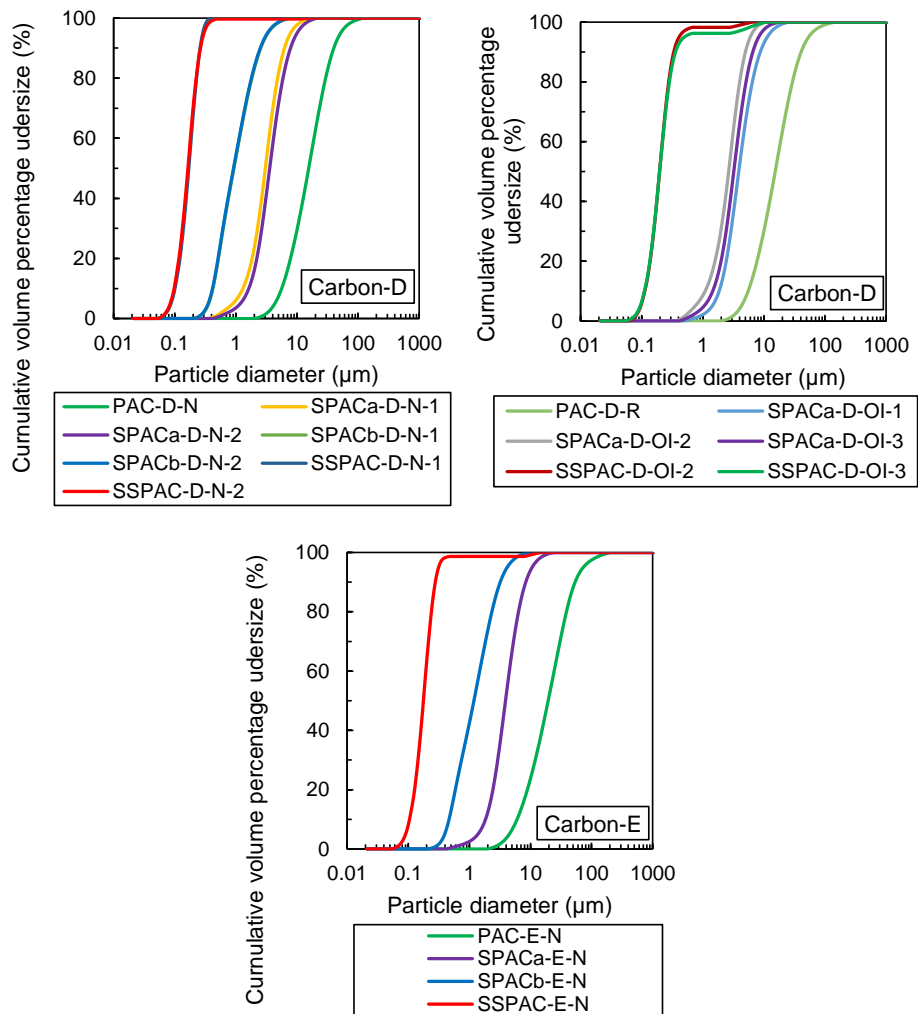 Cumulative volume percentage udersize (%)
100
80
60
40
20
0
Carbon-D
0.01 0.1 1 10 100 1000
Particle diameter (µm)
PAC-D-N SPACa-D-N-1
SPACa-D-N-2 SPACb-D-N-1
SPACb-D-N-2 SSPAC-D-N-1
SSPAC-D-N-2
Curnulative volume percentage
udersize (%)
100
80
60
40
20
0
Carbon-D
0.01 0.1 1 10 100 1000
Particle diameter (µm)
PAC-D-R SPACa-D-OI-1
SPACa-D-OI-2 SPACa-D-OI-3
SSPAC-D-OI-2 SSPAC-D-OI-3
Curnulative volume percentage udersize (%)
100
80
60
40
20
0
Carbon-E
0.01 0.1 1 10 100 1000
Particle diameter (µm)
PAC-E-N
SPACa-E-N
SPACb-E-N
SSPAC-E-N